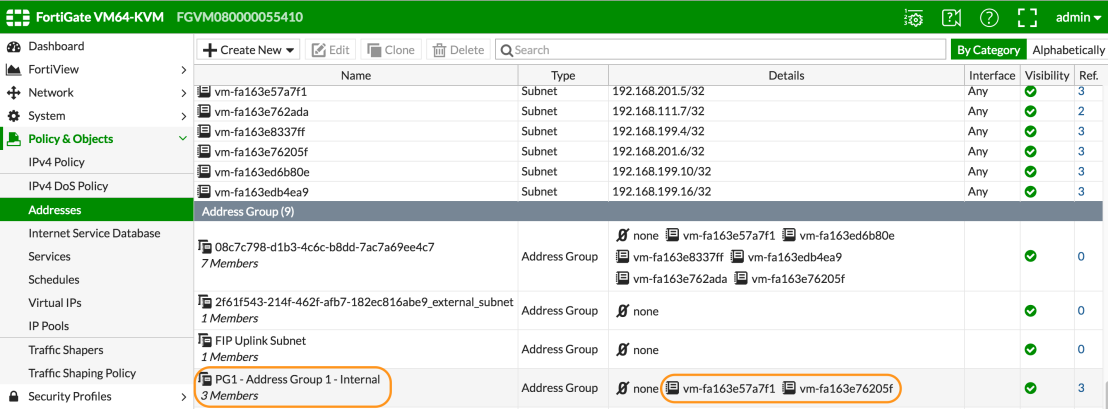 FortiGate VM64-KVM FGVM080000055410 admin
Dashboard
FortiView
Network
System
Policy & Objects
IPv4 Policy
IPv4 DoS Policy
Addresses
Internet Service Database
Services
Schedules
Virtual IPs
IP Pools
Traffic Shapers
Traffic Shaping Policy
Security Profiles
Create New Edit Clone Delete Search By Category Alphabetically
Name Type Details Interface Visibility Ref.
vm-fa163e57a7f1 Subnet 192.168.201.5/32 Any 3
vm-fa163e762ada Subnet 192.168.111.7/32 Any 2
vm-fa163e8337ff Subnet 192.168.199.4/32 Any 3
vm-fa163e76205f Subnet 192.168.201.6/32 Any 3
vm-fa163ed6b80e Subnet 192.168.199.10/32 Any 3
vm-fa163edb4ea9 Subnet 192.168.199.16/32 Any 3
Address Group (9)
08c7c798-d1b3-4c6c-b8dd-7ac7a69ee4c7
7 Members
Address Group
none vm-fa163e57a7f1 vm-fa163ed6b80e
vm-fa163e8337ff vm-fa163edb4ea9
vm-fa163e762ada vm-fa163e76205f
0
2f61f543-214f-462f-afb7-182ec816abe9_external_subnet
1 Members
Address Group none 0
FIP Uplink Subnet
1 Members
Address Group none 0
PG1 - Address Group 1 - Internal
3 Members
Address Group none vm-fa163e57a7f1 vm-fa163e76205f 3